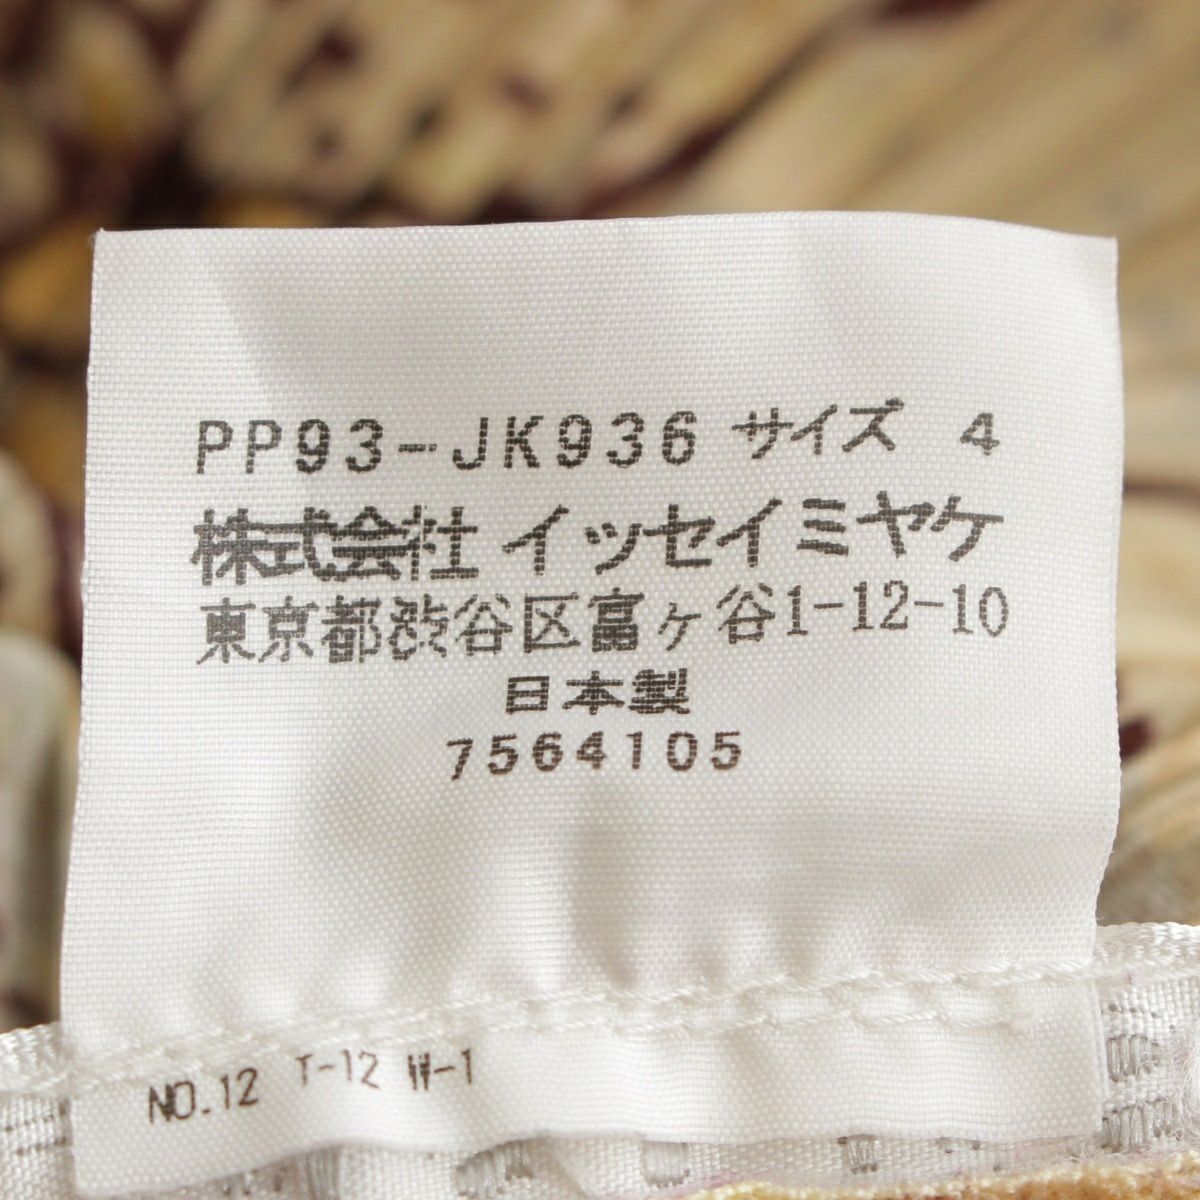 PP93-JK936 サイズ 4
株式会社 イッセイミヤケ
東京都渋谷区富ヶ谷1-12-10
日本製
7564105
NO.12 T-12 W-1